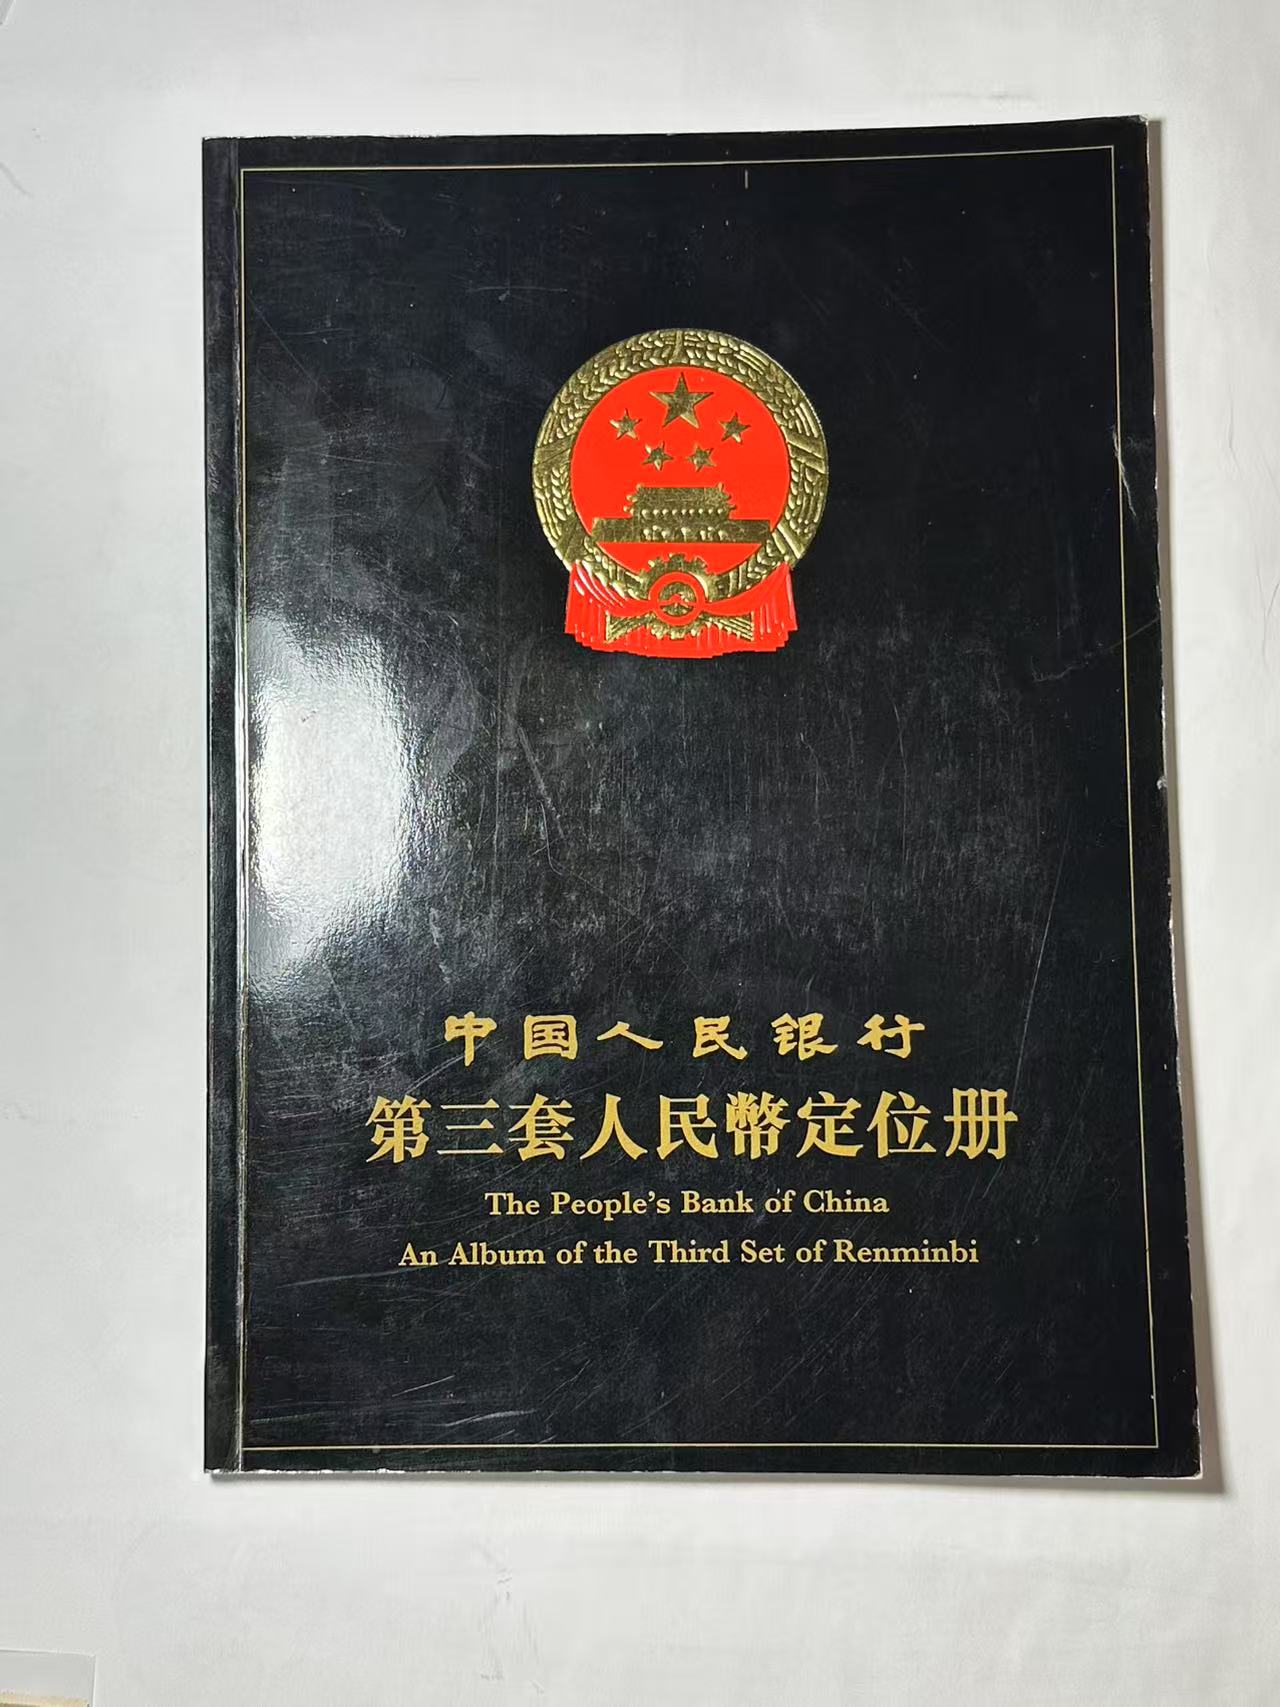 中国人民银行
第三套人民幣定位册
The People's Bank of China
An Album of the Third Set of Renminbi